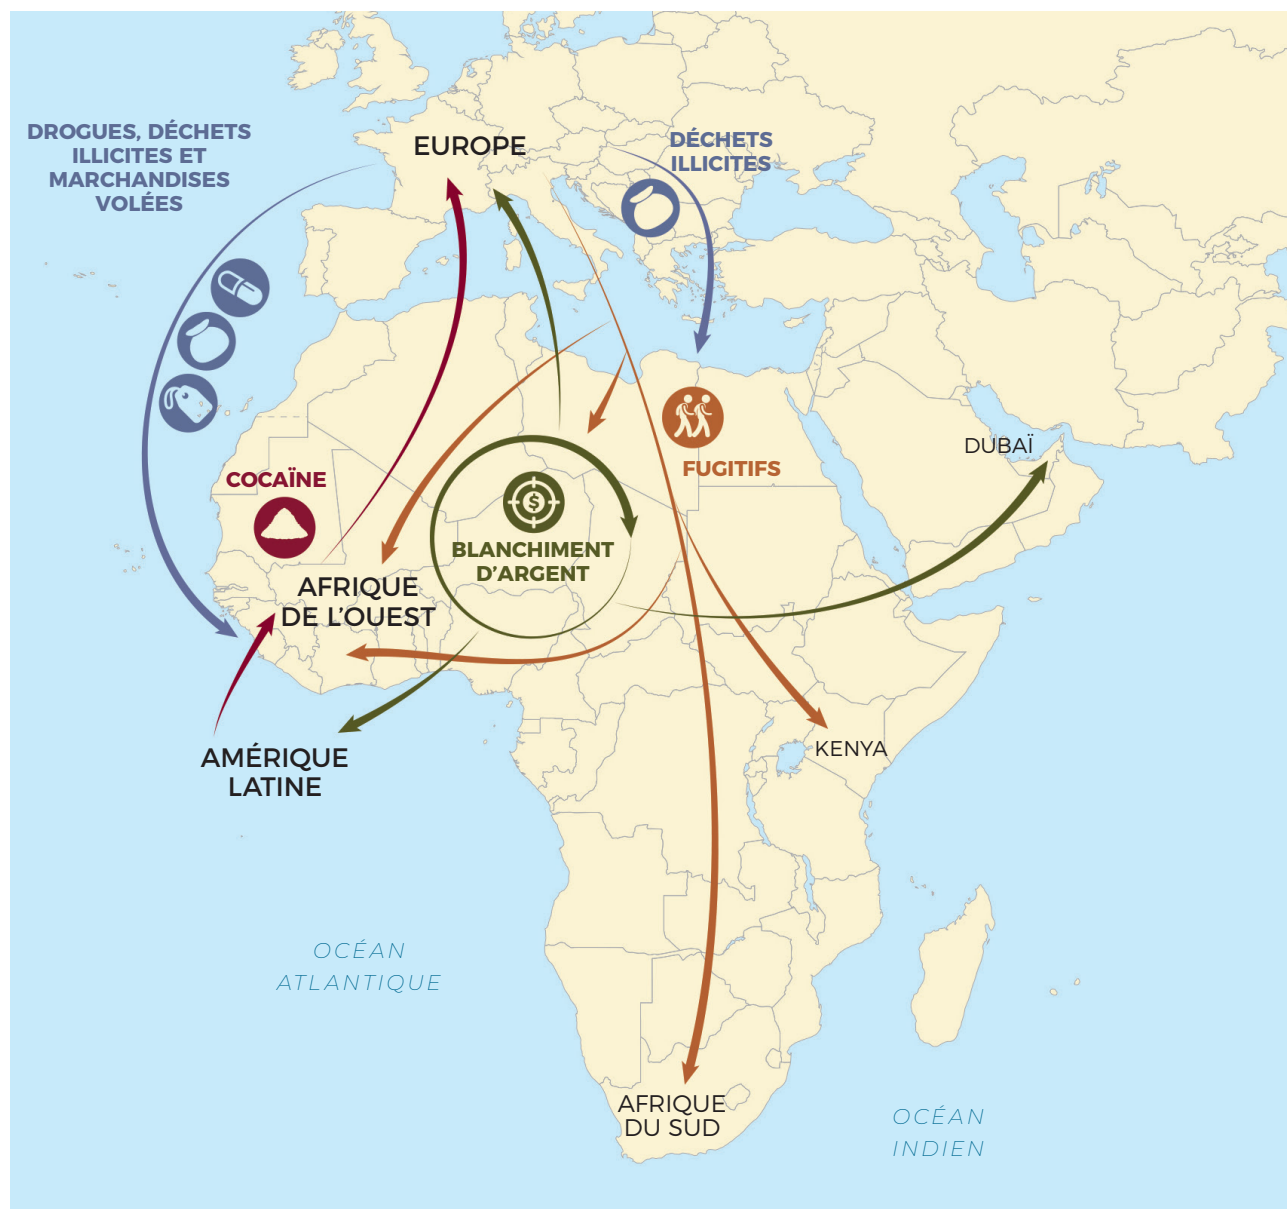 DROGUES, DÉCHETS
ILLICITES ET
MARCHANDISES
VOLÉES
EUROPE
DÉCHETS
ILLICITES
DUBAÏ
FUGITIFS
COCAÏNE
$
BLANCHIMENT
D'ARGENT
AFRIQUE
DE L'OUEST
AMÉRIQUE
LATINE
KENYA
OCÉAN
ATLANTIQUE
AFRIQUE
DU SUD
OCÉAN
INDIEN